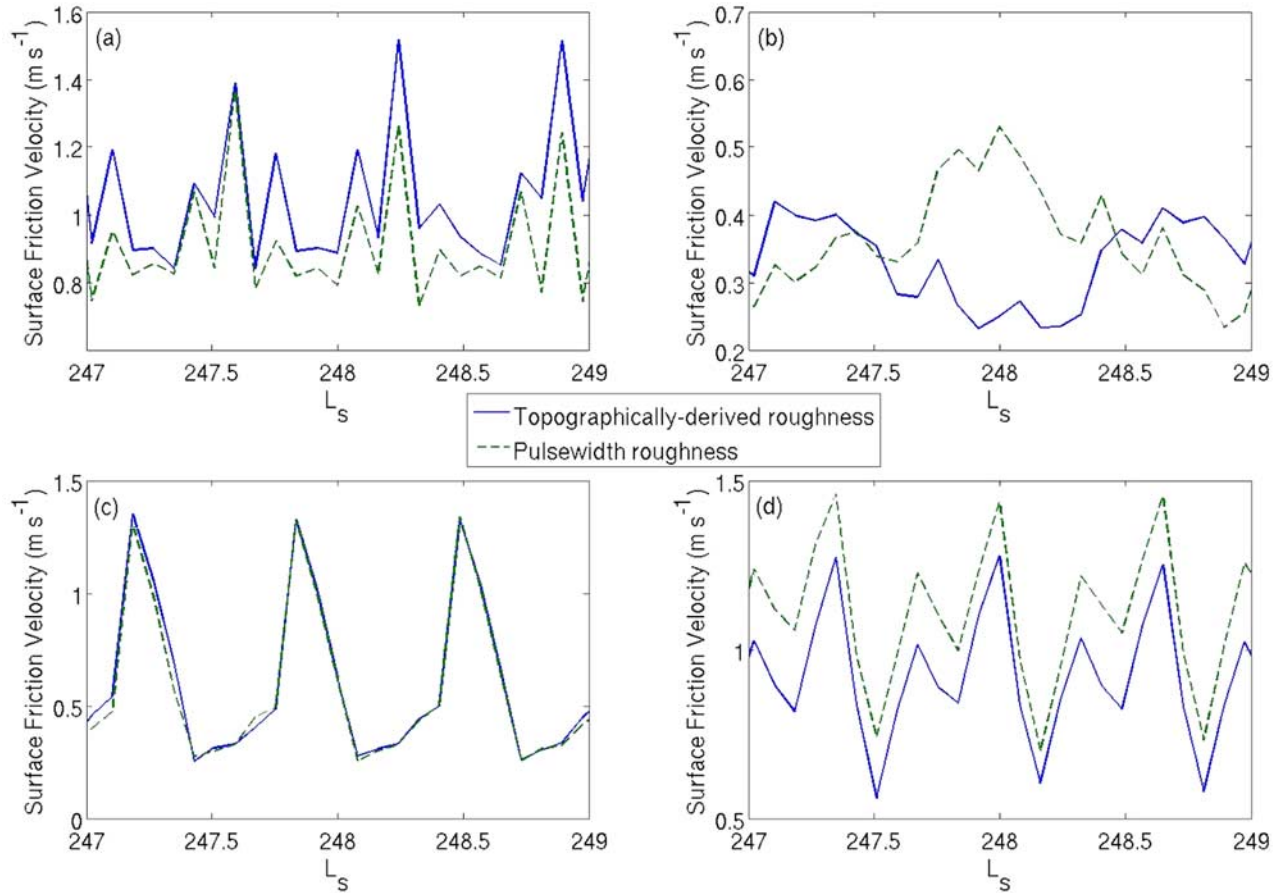 (a)
Surface Friction Velocity (m s⁻¹)
1.6
1.4
1.2
1
0.8
247
247.5
248
248.5
249
Lₛ
(b)
Surface Friction Velocity (m s⁻¹)
0.7
0.6
0.5
0.4
0.3
0.2
247
247.5
248
248.5
249
Lₛ
Topographically-derived roughness
Pulsewidth roughness
(c)
Surface Friction Velocity (m s⁻¹)
1.5
1
0.5
0
247
247.5
248
248.5
249
Lₛ
(d)
Surface Friction Velocity (m s⁻¹)
1.5
1
0.5
247
247.5
248
248.5
249
Lₛ